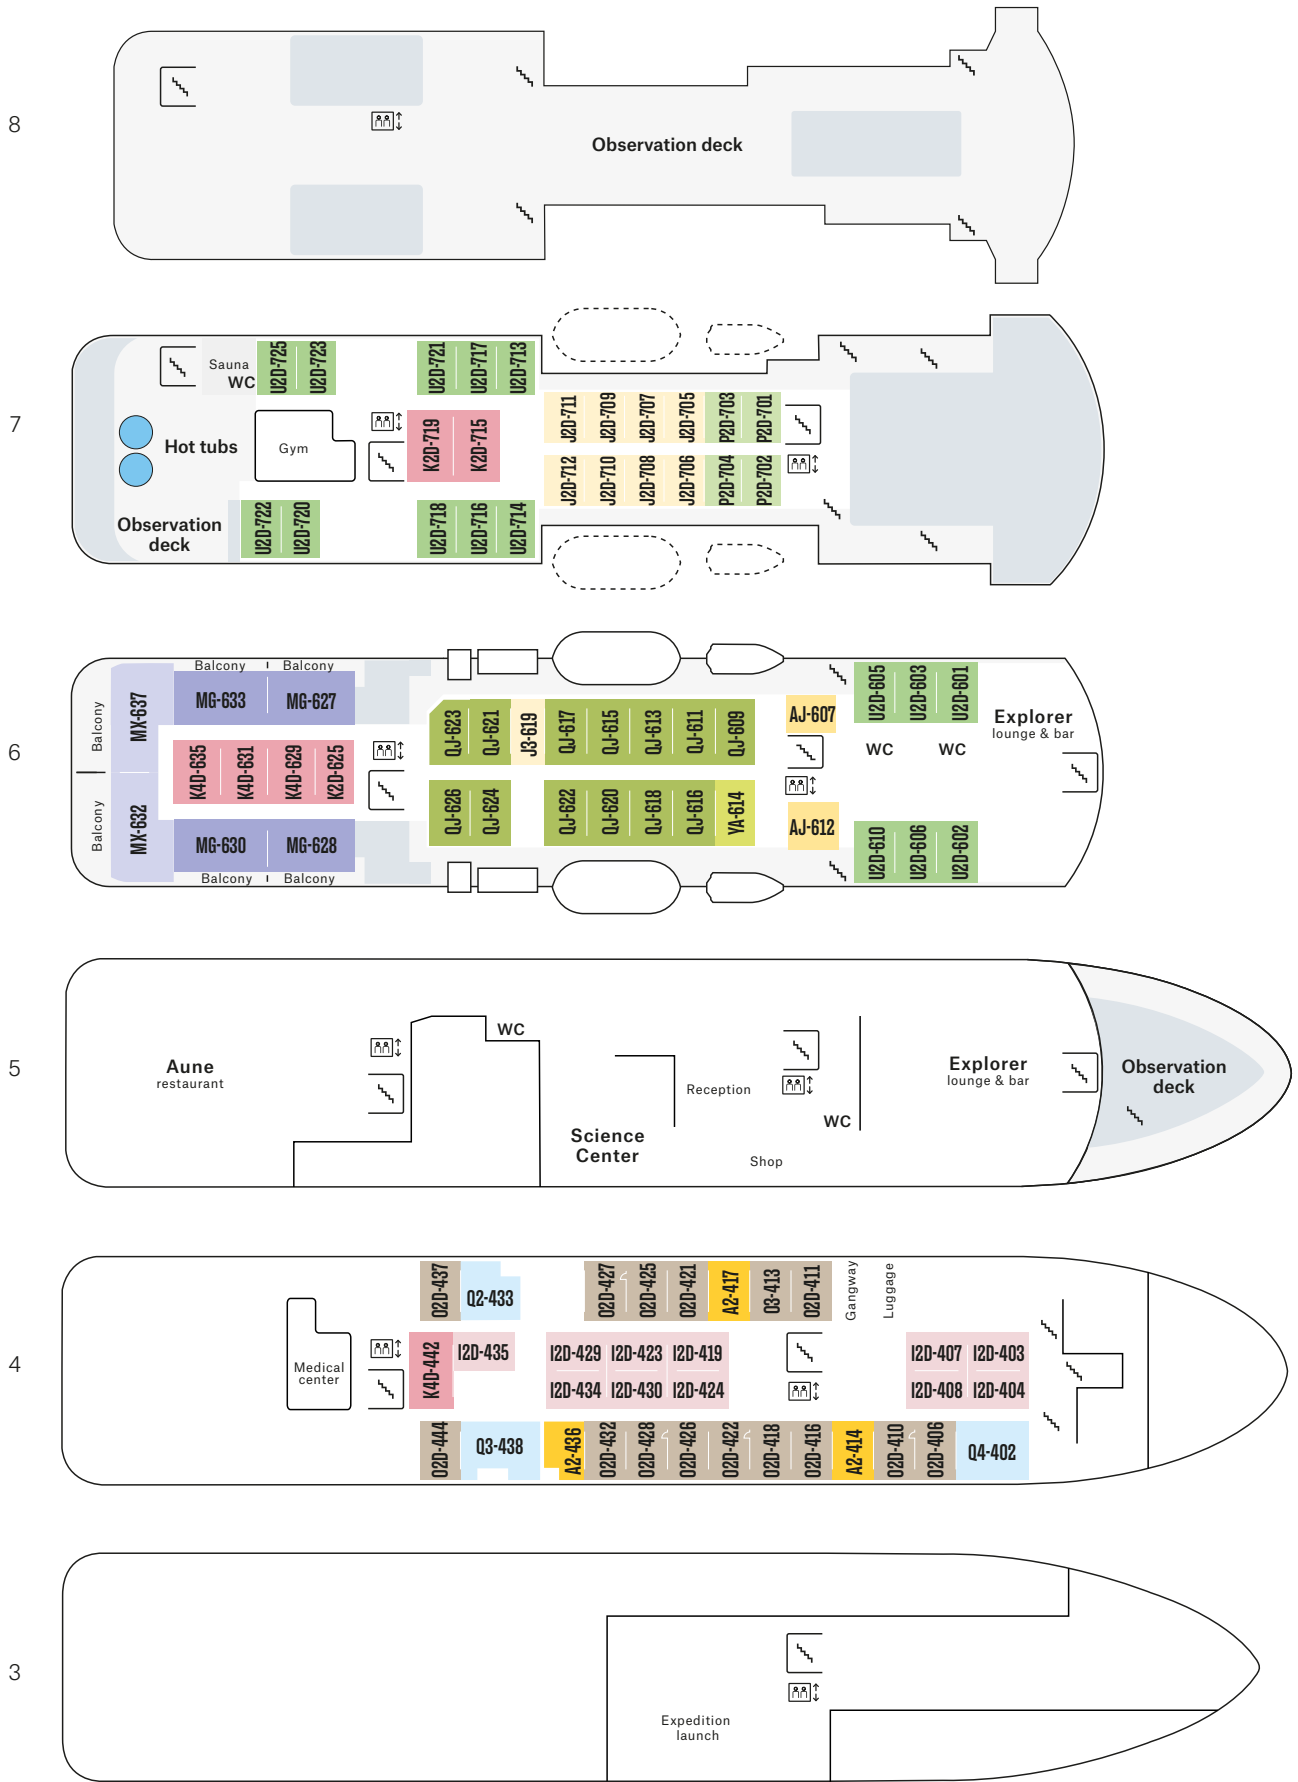 8
Observation deck
7
Sauna
WC
U2D-725
U2D-723
U2D-721
U2D-717
U2D-713
J2D-711
J2D-709
J2D-707
J2D-705
P2D-703
P2D-701
Hot tubs
Gym
K2D-719
K2D-715
J2D-712
J2D-710
J2D-708
J2D-706
P2D-704
P2D-702
Observation
deck
U2D-722
U2D-720
U2D-718
U2D-716
U2D-714
6
Balcony
Balcony
Balcony
MX-637
MG-633
MG-627
QJ-623
QJ-621
J3-619
QJ-617
QJ-615
QJ-613
QJ-611
QJ-609
AJ-607
U2D-605
U2D-603
U2D-601
Explorer
lounge & bar
WC
WC
K4D-635
K4D-631
K4D-629
K2D-625
Balcony
MX-632
MG-630
MG-628
Balcony
Balcony
QJ-626
QJ-624
QJ-622
QJ-620
QJ-618
QJ-616
YA-614
AJ-612
U2D-610
U2D-606
U2D-602
5
Aune
restaurant
WC
Reception
Science
Center
Shop
WC
Explorer
lounge & bar
Observation
deck
4
O2D-437
Q2-433
O2D-427
O2D-425
O2D-421
A2-417
O3-413
O2D-411
Gangway
Luggage
Medical
center
K4D-442
I2D-435
I2D-429
I2D-423
I2D-419
I2D-407
I2D-403
I2D-434
I2D-430
I2D-424
I2D-408
I2D-404
O2D-444
Q3-438
A2-436
O2D-432
O2D-428
O2D-426
O2D-422
O2D-418
O2D-416
A2-414
O2D-410
O2D-406
Q4-402
3
Expedition
launch